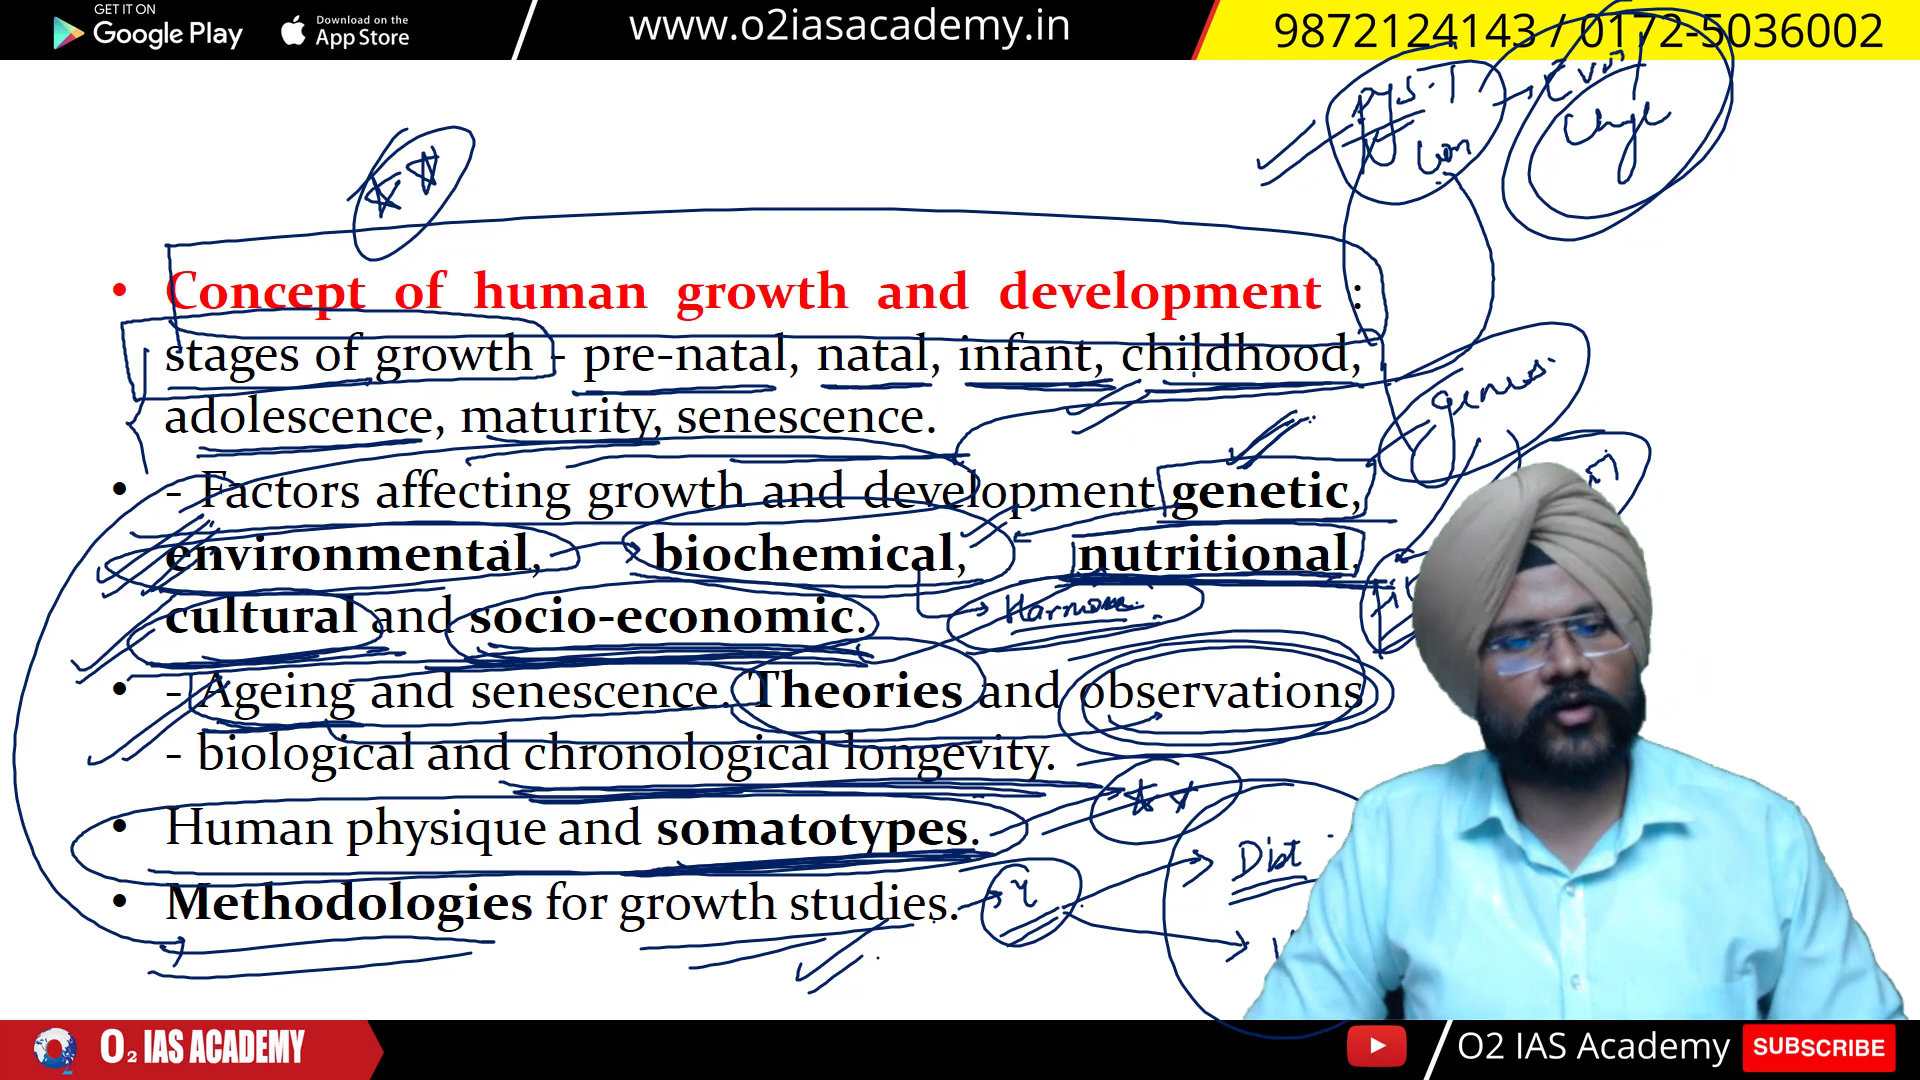 GET IT ON
Google Play
Download on the
App Store
www.o2iasacademy.in
9872124143 / 0172-5036002
• Concept of human growth and development :
stages of growth - pre-natal, natal, infant, childhood,
adolescence, maturity, senescence.
• - Factors affecting growth and development genetic,
environmental, biochemical, nutritional,
cultural and socio-economic.
Harmone
• - Ageing and senescence. Theories and observations
- biological and chronological longevity.
• Human physique and somatotypes.
Dist
• Methodologies for growth studies.
O2 IAS ACADEMY
O2 IAS Academy
SUBSCRIBE